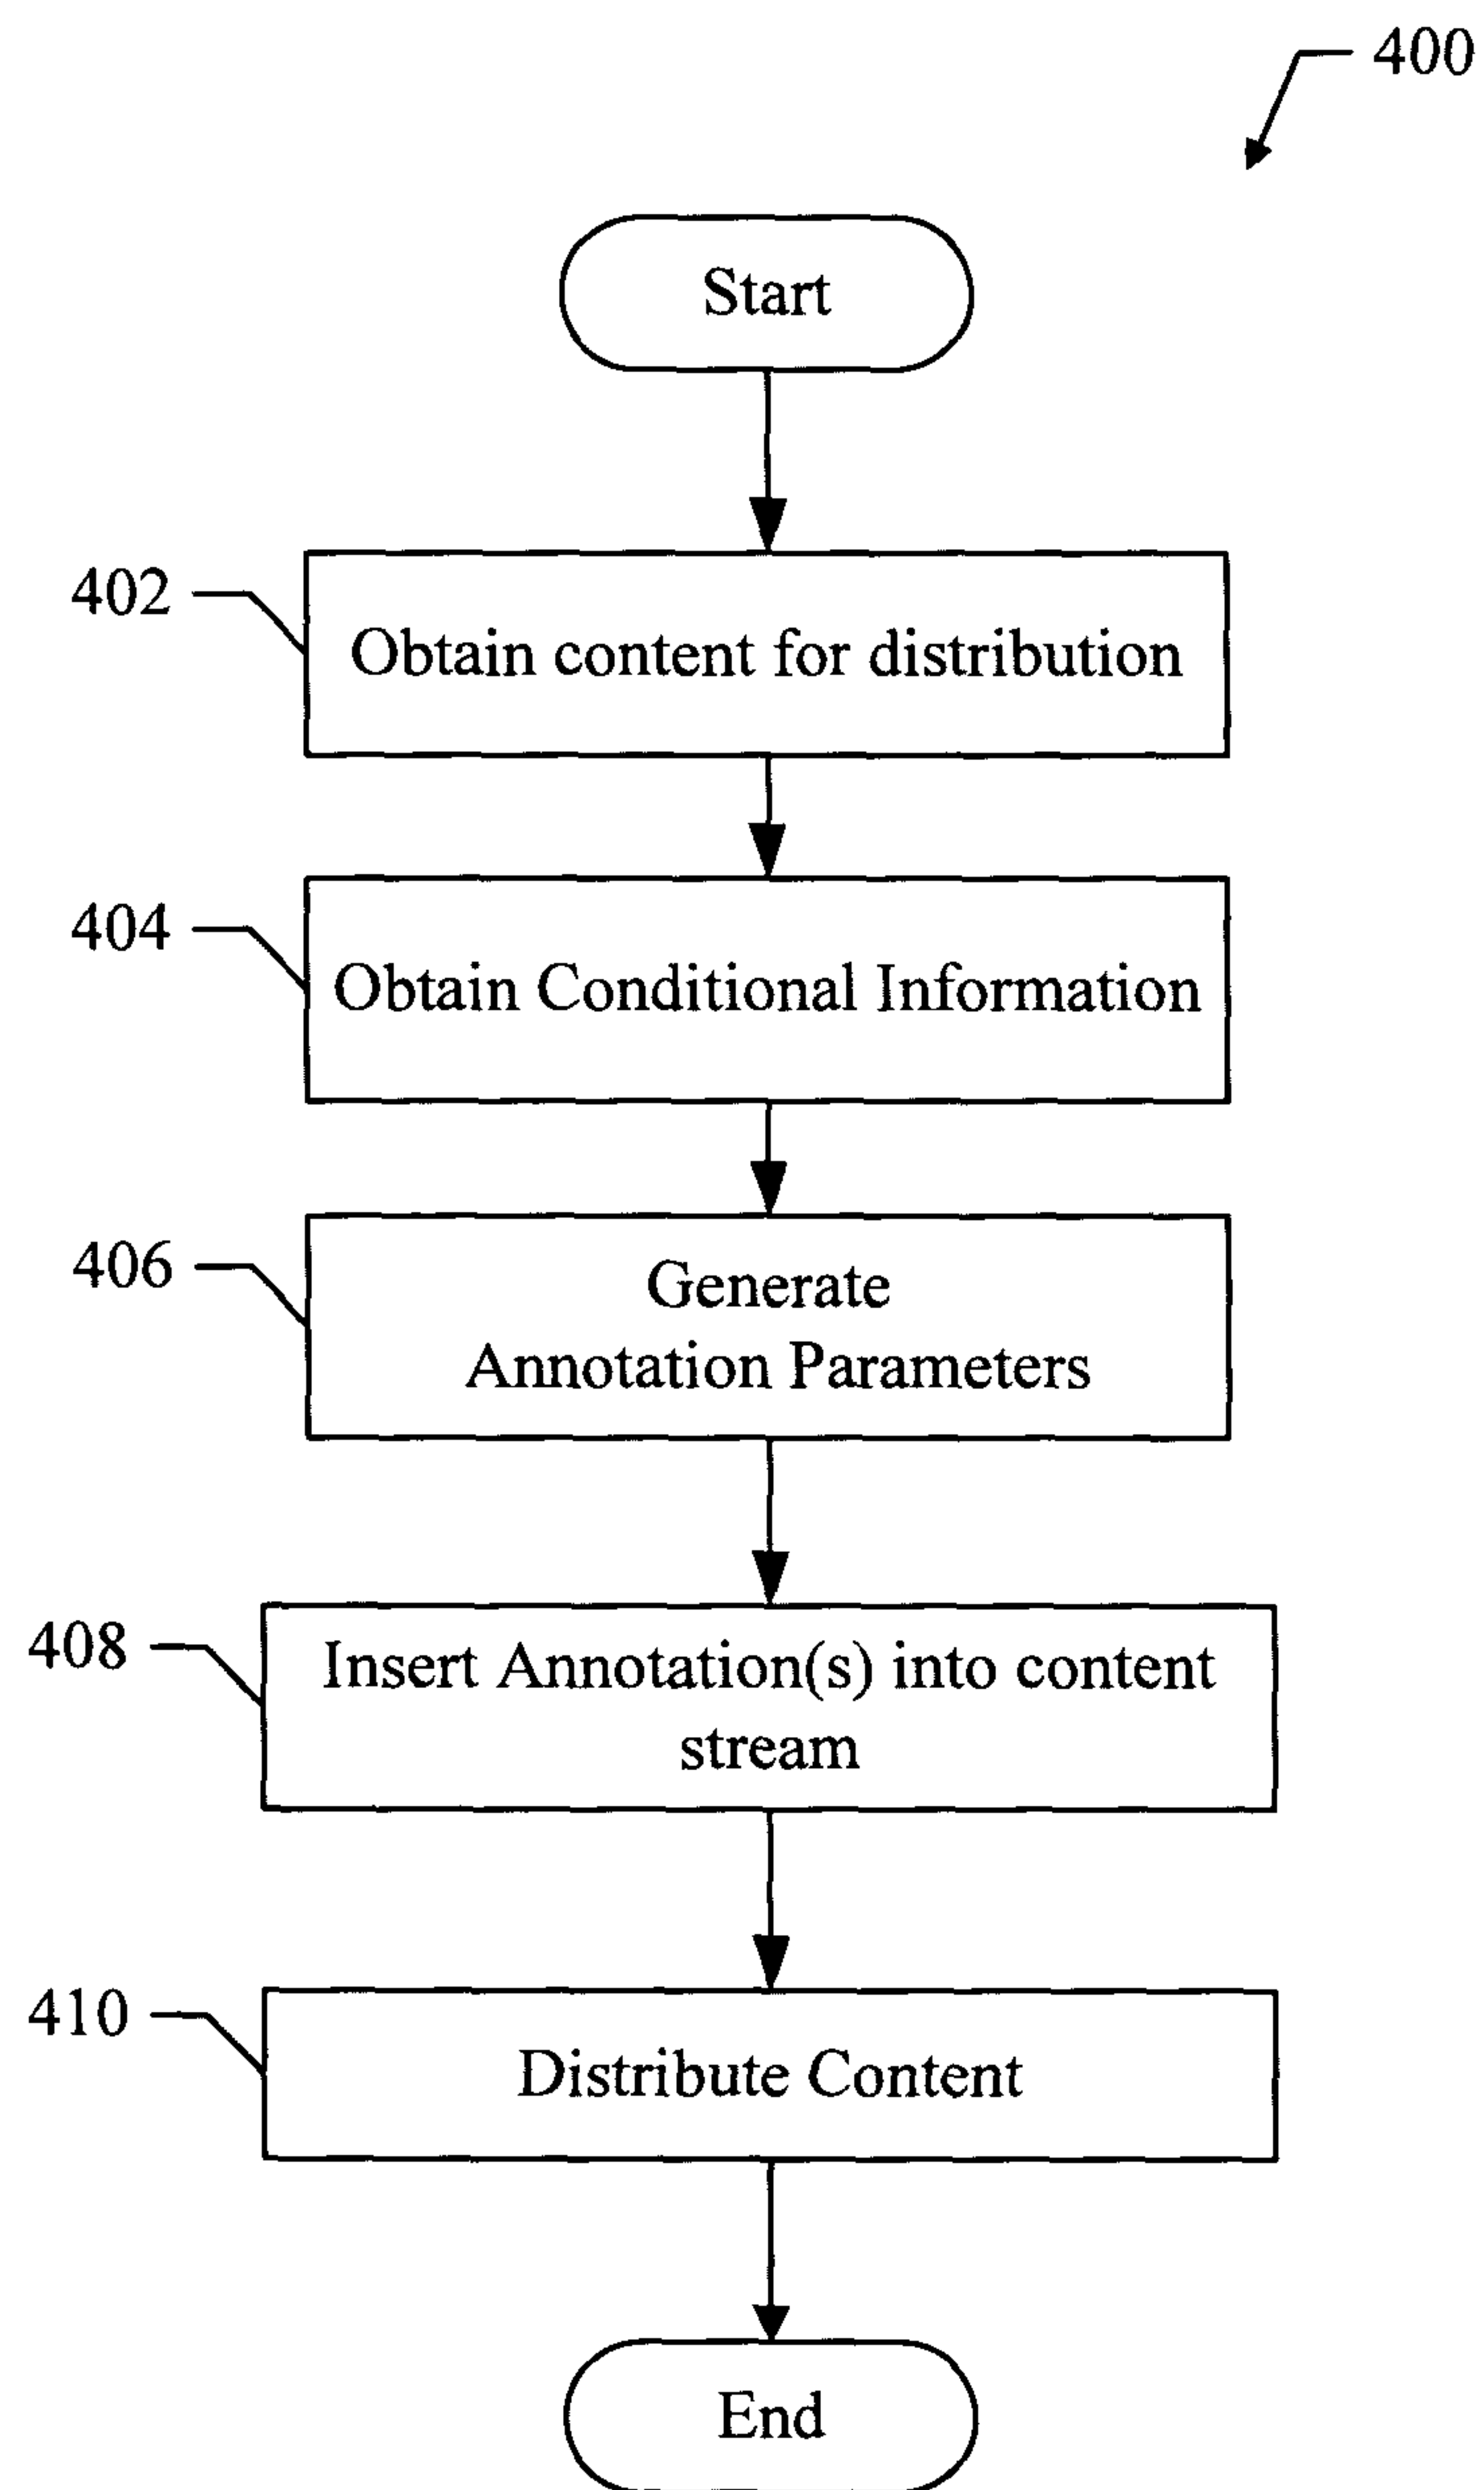 400
Start
402
Obtain content for distribution
404
Obtain Conditional Information
406
Generate
Annotation Parameters
408
Insert Annotation(s) into content
stream
410
Distribute Content
End